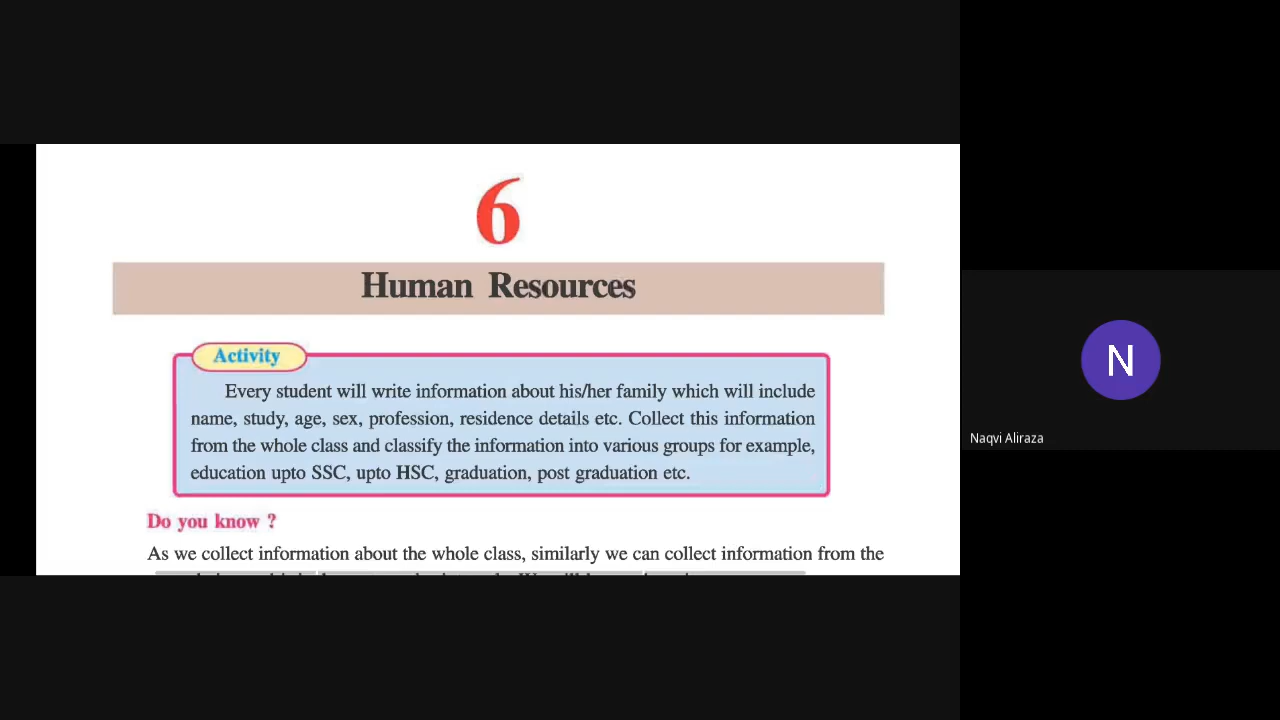 6
Human Resources
Activity
Every student will write information about his/her family which will include
name, study, age, sex, profession, residence details etc. Collect this information
from the whole class and classify the information into various groups for example,
education upto SSC, upto HSC, graduation, post graduation etc.
Do you know ?
As we collect information about the whole class, similarly we can collect information from the
N
Naqvi Aliraza